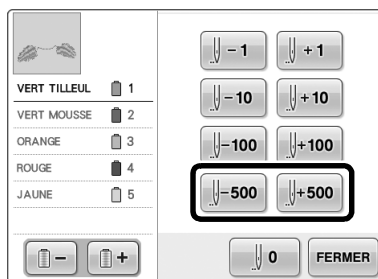 VERT TILLEUL 1
VERT MOUSSE 2
ORANGE 3
ROUGE 4
JAUNE 5
-1 +1
-10 +10
-100 +100
-500 +500
- + 0 FERMER